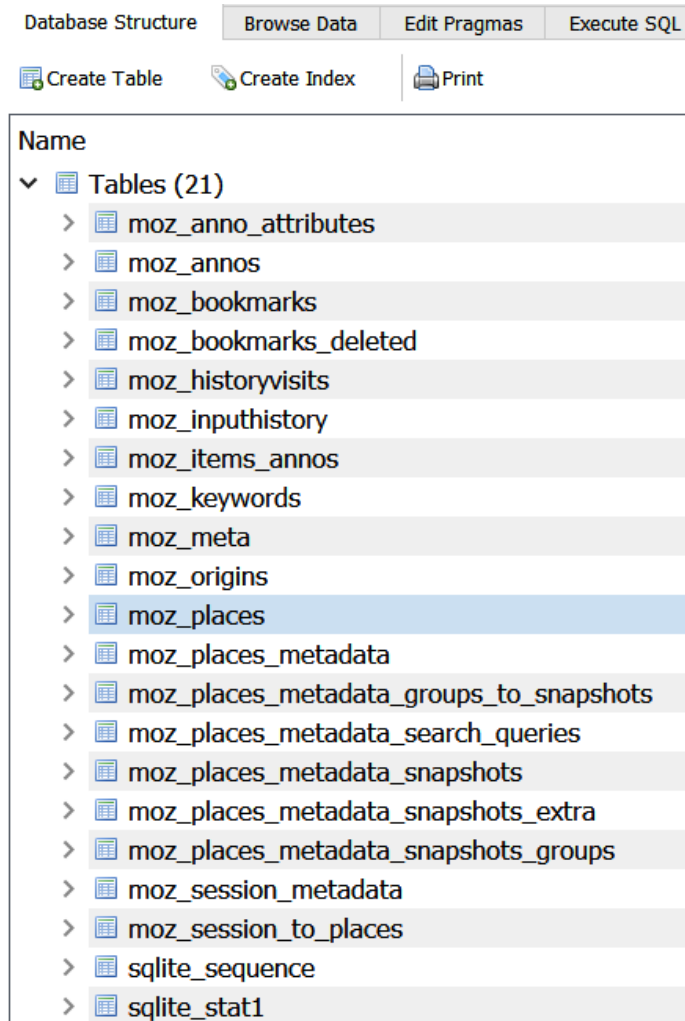 Database Structure Browse Data Edit Pragmas Execute SQL
Create Table Create Index Print
Name
Tables (21)
moz_anno_attributes
moz_annos
moz_bookmarks
moz_bookmarks_deleted
moz_historyvisits
moz_inputhistory
moz_items_annos
moz_keywords
moz_meta
moz_origins
moz_places
moz_places_metadata
moz_places_metadata_groups_to_snapshots
moz_places_metadata_search_queries
moz_places_metadata_snapshots
moz_places_metadata_snapshots_extra
moz_places_metadata_snapshots_groups
moz_session_metadata
moz_session_to_places
sqlite_sequence
sqlite_stat1